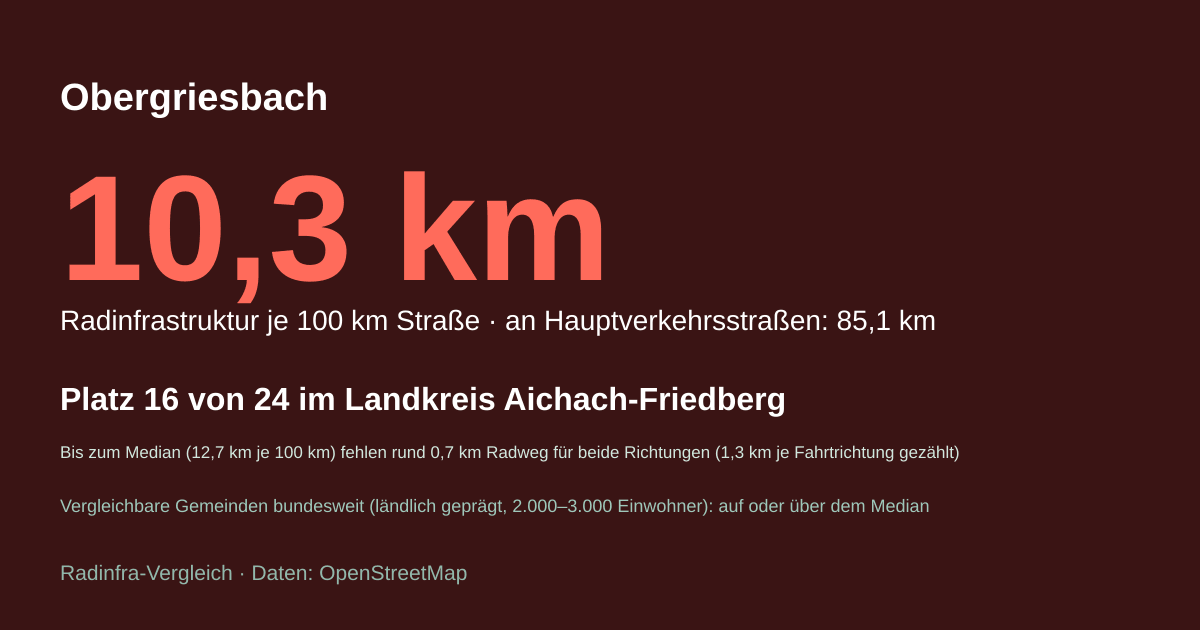 Obergriesbach
10,3 km
Radinfrastruktur je 100 km Straße · an Hauptverkehrsstraßen: 85,1 km
Platz 16 von 24 im Landkreis Aichach-Friedberg
Bis zum Median (12,7 km je 100 km) fehlen rund 0,7 km Radweg für beide Richtungen (1,3 km je Fahrtrichtung gezählt)
Vergleichbare Gemeinden bundesweit (ländlich geprägt, 2.000–3.000 Einwohner): auf oder über dem Median
Radinfra-Vergleich · Daten: OpenStreetMap